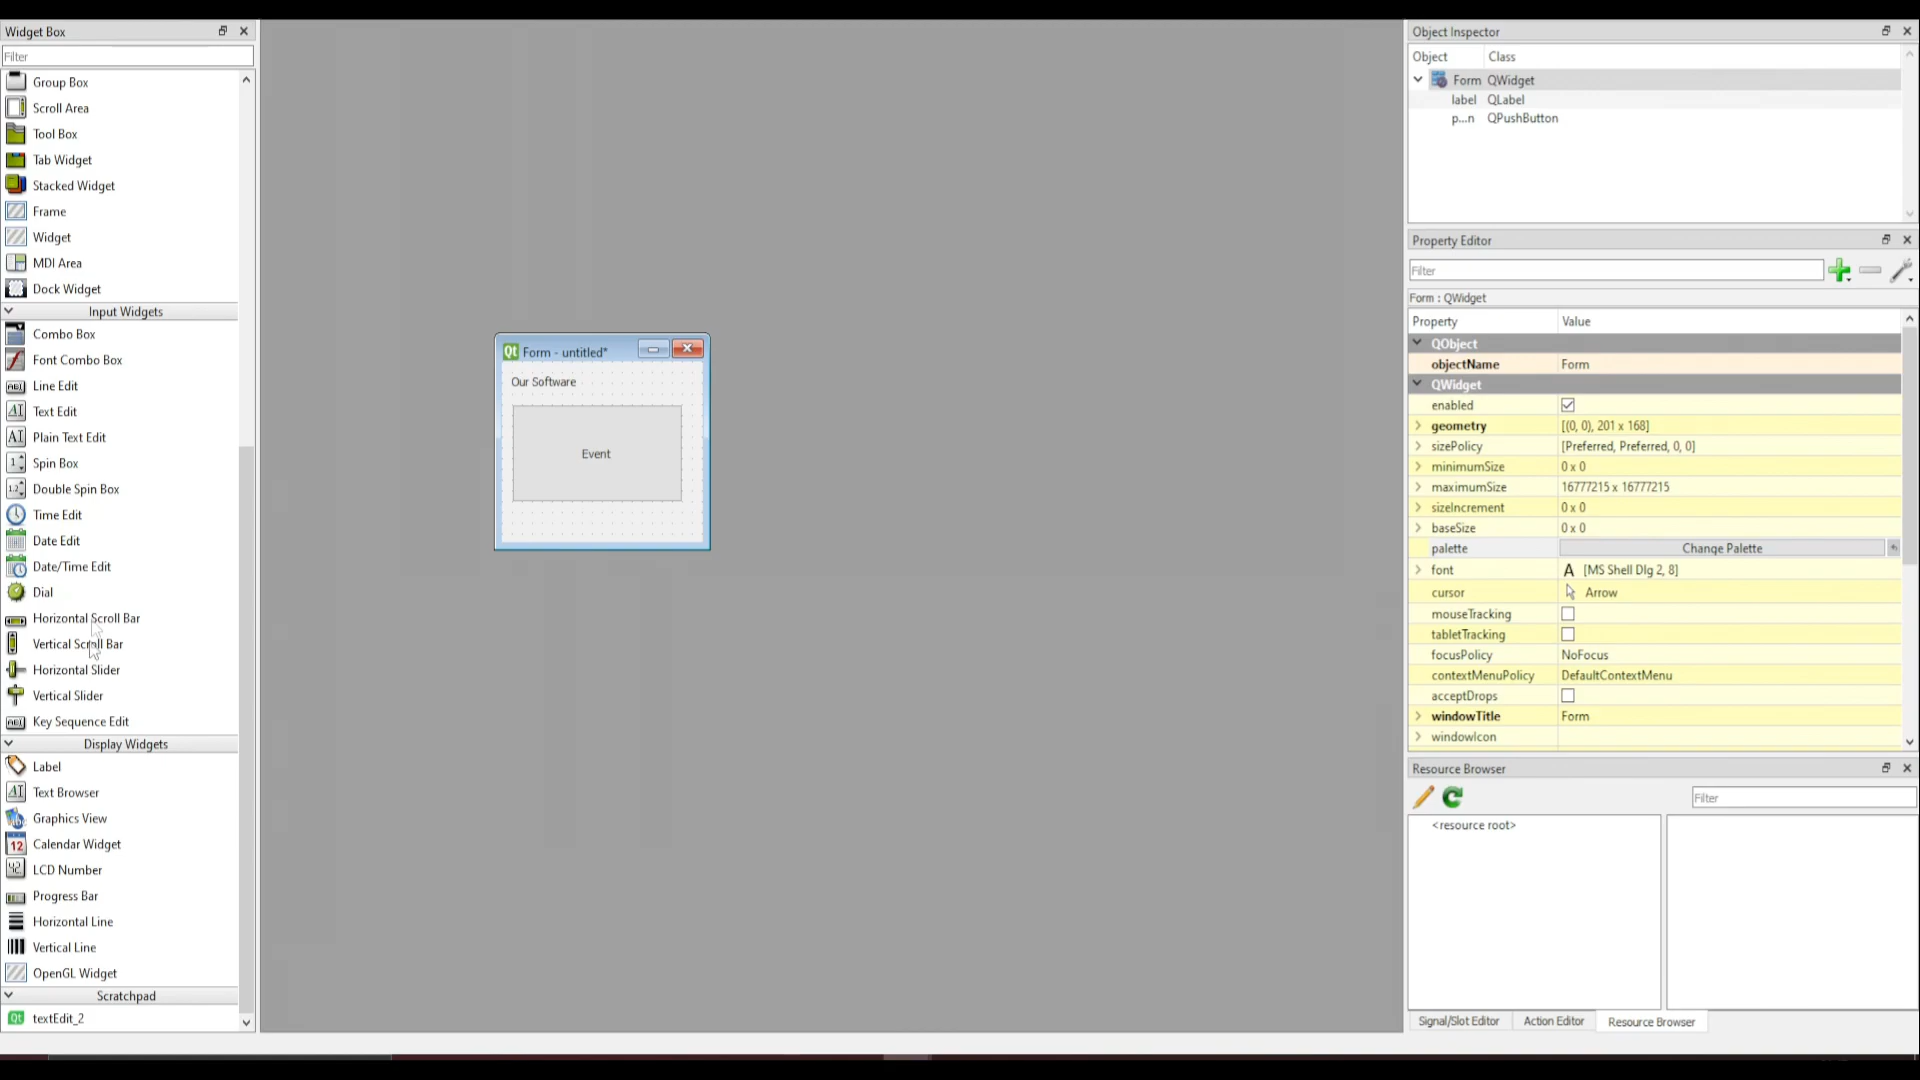 Widget Box
Filter
Group Box
Scroll Area
Tool Box
Tab Widget
Stacked Widget
Frame
Widget
MDI Area
Dock Widget
Input Widgets
Combo Box
Font Combo Box
Line Edit
Text Edit
Plain Text Edit
Spin Box
Double Spin Box
Time Edit
Date Edit
Date/Time Edit
Dial
Horizontal Scroll Bar
Vertical Scroll Bar
Horizontal Slider
Vertical Slider
Key Sequence Edit
Display Widgets
Label
Text Browser
Graphics View
Calendar Widget
LCD Number
Progress Bar
Horizontal Line
Vertical Line
OpenGL Widget
Scratchpad
textEdit_2
Form - untitled*
Our Software
Event
Object Inspector
Object Class
Form QWidget
label QLabel
p...n QPushButton
Property Editor
Filter
Form : QWidget
Property Value
QObject
objectName Form
QWidget
enabled
geometry [(0, 0), 201 x 168]
sizePolicy [Preferred, Preferred, 0, 0]
minimumSize 0 x 0
maximumSize 16777215 x 16777215
sizeIncrement 0 x 0
baseSize 0 x 0
palette Change Palette
font A [MS Shell Dlg 2, 8]
cursor Arrow
mouseTracking
tabletTracking
focusPolicy NoFocus
contextMenuPolicy DefaultContextMenu
acceptDrops
windowTitle Form
windowIcon
Resource Browser
Filter
<resource root>
Signal/Slot Editor Action Editor Resource Browser